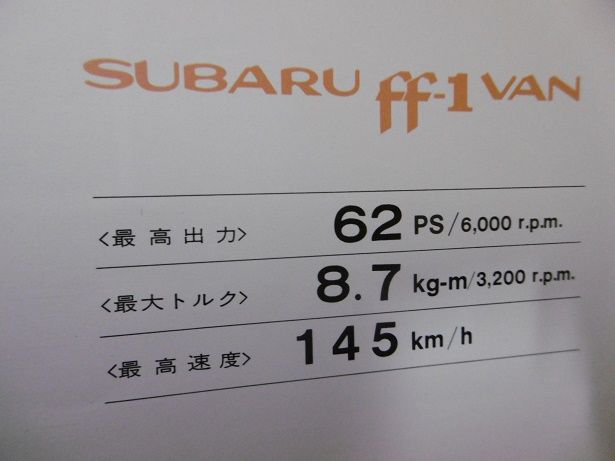 SUBARU ff-1 VAN
<最高出力> 62 PS/6,000 r.p.m.
<最大トルク> 8.7 kg-m/3,200 r.p.m.
<最高速度> 145 km/h